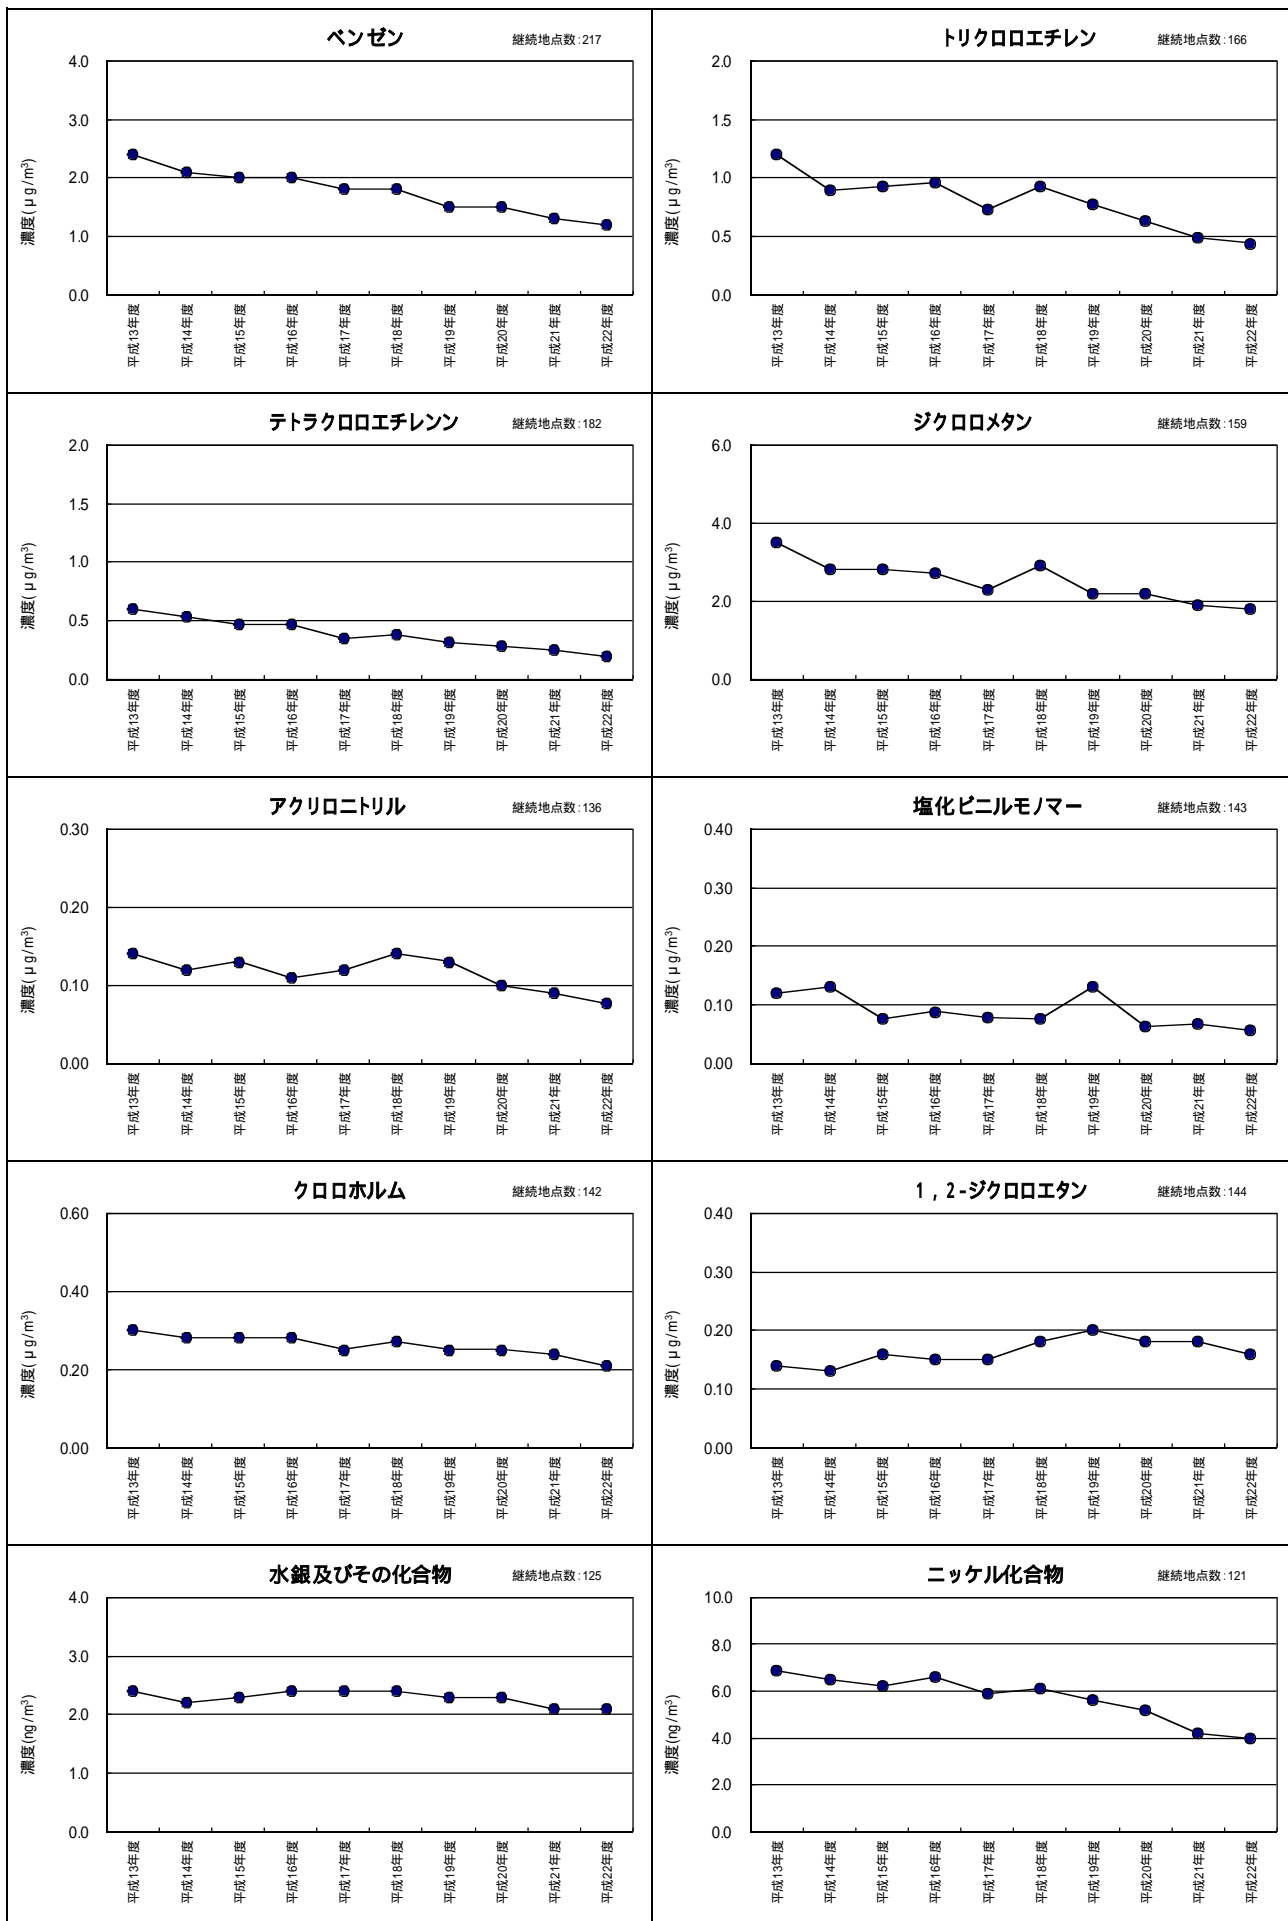 ベンゼン 継続地点数:217
4.0
3.0
2.0
1.0
0.0
濃度(μg/m³)
平成13年度 平成14年度 平成15年度 平成16年度 平成17年度 平成18年度 平成19年度 平成20年度 平成21年度 平成22年度
トリクロロエチレン 継続地点数:166
2.0
1.5
1.0
0.5
0.0
濃度(μg/m³)
平成13年度 平成14年度 平成15年度 平成16年度 平成17年度 平成18年度 平成19年度 平成20年度 平成21年度 平成22年度
テトラクロロエチレンン 継続地点数:182
2.0
1.5
1.0
0.5
0.0
濃度(μg/m³)
平成13年度 平成14年度 平成15年度 平成16年度 平成17年度 平成18年度 平成19年度 平成20年度 平成21年度 平成22年度
ジクロロメタン 継続地点数:159
6.0
4.0
2.0
0.0
濃度(μg/m³)
平成13年度 平成14年度 平成15年度 平成16年度 平成17年度 平成18年度 平成19年度 平成20年度 平成21年度 平成22年度
アクリロニトリル 継続地点数:136
0.30
0.20
0.10
0.00
濃度(μg/m³)
平成13年度 平成14年度 平成15年度 平成16年度 平成17年度 平成18年度 平成19年度 平成20年度 平成21年度 平成22年度
塩化ビニルモノマー 継続地点数:143
0.40
0.30
0.20
0.10
0.00
濃度(μg/m³)
平成13年度 平成14年度 平成15年度 平成16年度 平成17年度 平成18年度 平成19年度 平成20年度 平成21年度 平成22年度
クロロホルム 継続地点数:142
0.60
0.40
0.20
0.00
濃度(μg/m³)
平成13年度 平成14年度 平成15年度 平成16年度 平成17年度 平成18年度 平成19年度 平成20年度 平成21年度 平成22年度
1,2-ジクロロエタン 継続地点数:144
0.40
0.30
0.20
0.10
0.00
濃度(μg/m³)
平成13年度 平成14年度 平成15年度 平成16年度 平成17年度 平成18年度 平成19年度 平成20年度 平成21年度 平成22年度
水銀及びその化合物 継続地点数:125
4.0
3.0
2.0
1.0
0.0
濃度(ng/m³)
平成13年度 平成14年度 平成15年度 平成16年度 平成17年度 平成18年度 平成19年度 平成20年度 平成21年度 平成22年度
ニッケル化合物 継続地点数:121
10.0
8.0
6.0
4.0
2.0
0.0
濃度(ng/m³)
平成13年度 平成14年度 平成15年度 平成16年度 平成17年度 平成18年度 平成19年度 平成20年度 平成21年度 平成22年度